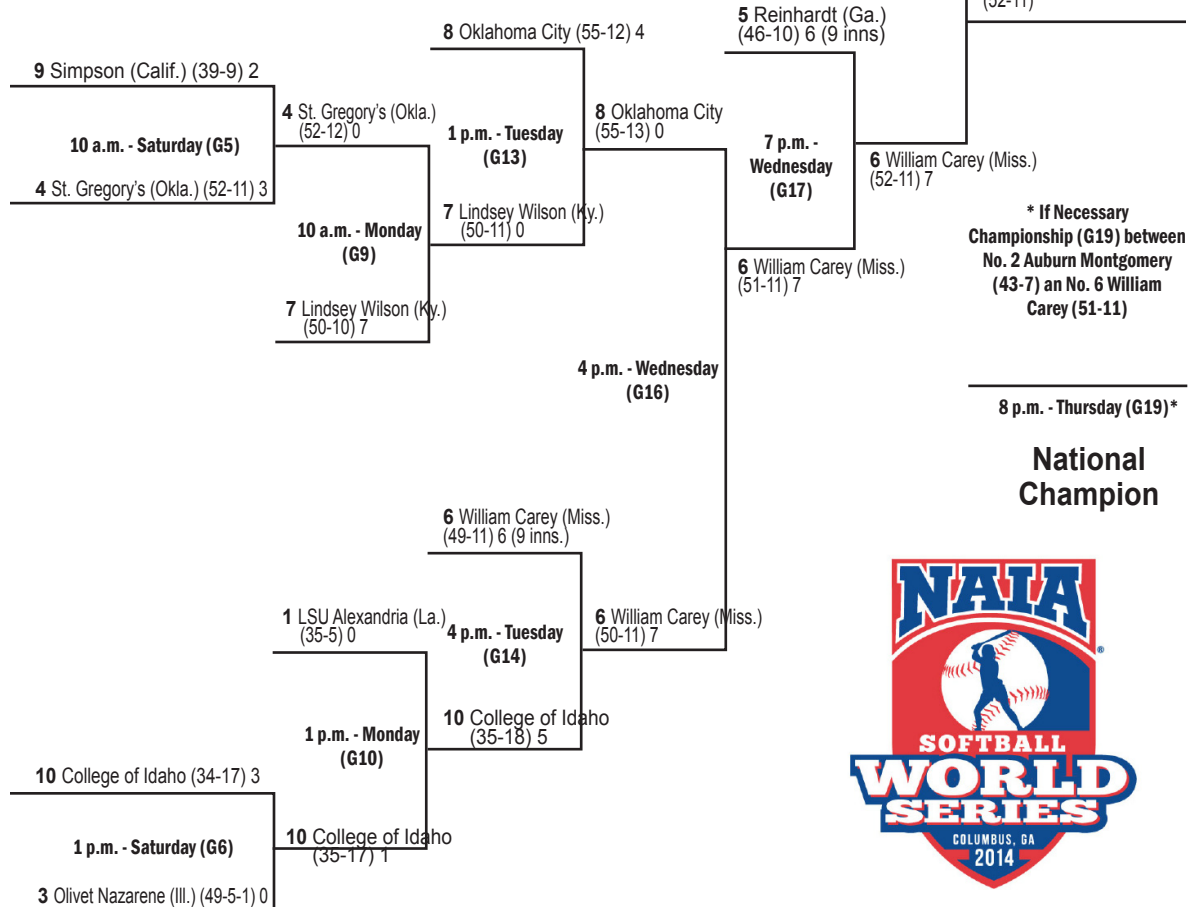 (52-11)
5 Reinhardt (Ga.)
(46-10) 6 (9 inns)
8 Oklahoma City (55-12) 4
9 Simpson (Calif.) (39-9) 2
4 St. Gregory's (Okla.)
(52-12) 0
8 Oklahoma City
(55-13) 0
10 a.m. - Saturday (G5)
1 p.m. - Tuesday
(G13)
7 p.m. -
Wednesday
(G17)
6 William Carey (Miss.)
(52-11) 7
4 St. Gregory's (Okla.) (52-11) 3
10 a.m. - Monday
(G9)
7 Lindsey Wilson (Ky.)
(50-11) 0
* If Necessary
Championship (G19) between
No. 2 Auburn Montgomery
(43-7) an No. 6 William
Carey (51-11)
6 William Carey (Miss.)
(51-11) 7
7 Lindsey Wilson (Ky.)
(50-10) 7
4 p.m. - Wednesday
(G16)
8 p.m. - Thursday (G19)*
National
Champion
6 William Carey (Miss.)
(49-11) 6 (9 inns.)
1 LSU Alexandria (La.)
(35-5) 0
4 p.m. - Tuesday
(G14)
6 William Carey (Miss.)
(50-11) 7
1 p.m. - Monday
(G10)
10 College of Idaho
(35-18) 5
10 College of Idaho (34-17) 3
1 p.m. - Saturday (G6)
10 College of Idaho
(35-17) 1
3 Olivet Nazarene (Ill.) (49-5-1) 0
NAIA
®
SOFTBALL
WORLD
SERIES
COLUMBUS, GA
2014